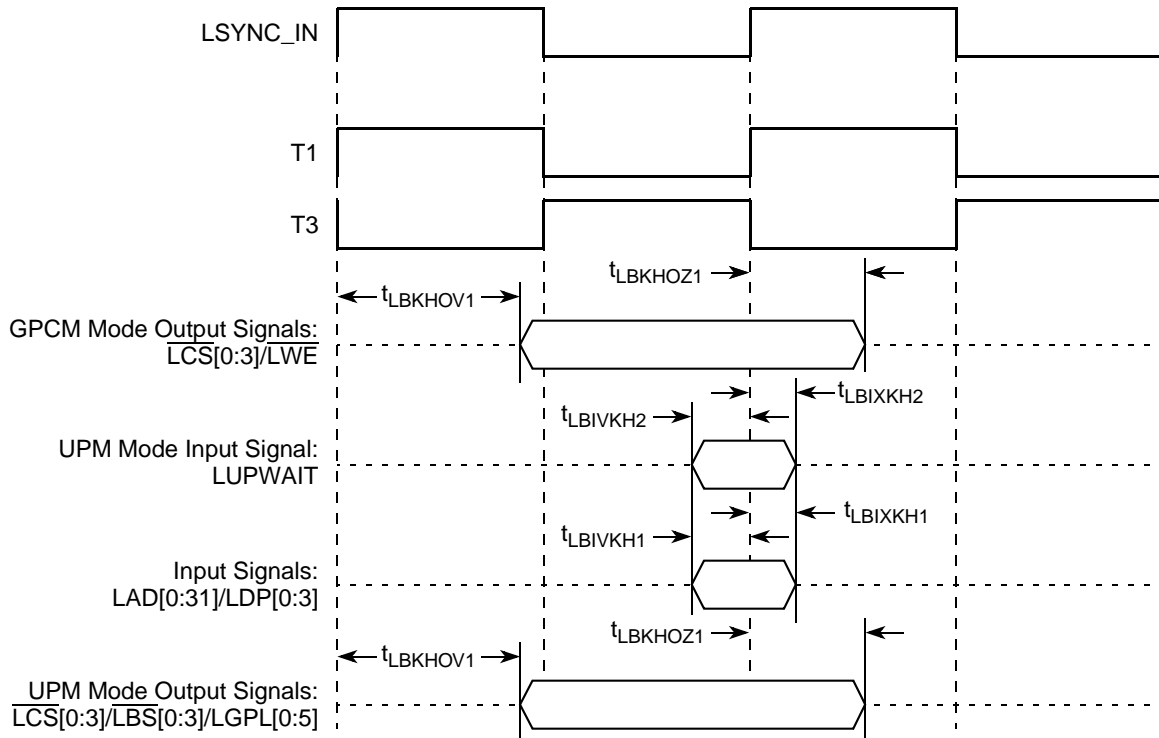 LSYNC_IN
T1
T3
tLBKHOZ1
tLBKHOV1
GPCM Mode Output Signals:
LCS[0:3]/LWE
tLBIXKH2
tLBIVKH2
UPM Mode Input Signal:
LUPWAIT
tLBIXKH1
tLBIVKH1
Input Signals:
LAD[0:31]/LDP[0:3]
tLBKHOZ1
tLBKHOV1
UPM Mode Output Signals:
LCS[0:3]/LBS[0:3]/LGPL[0:5]